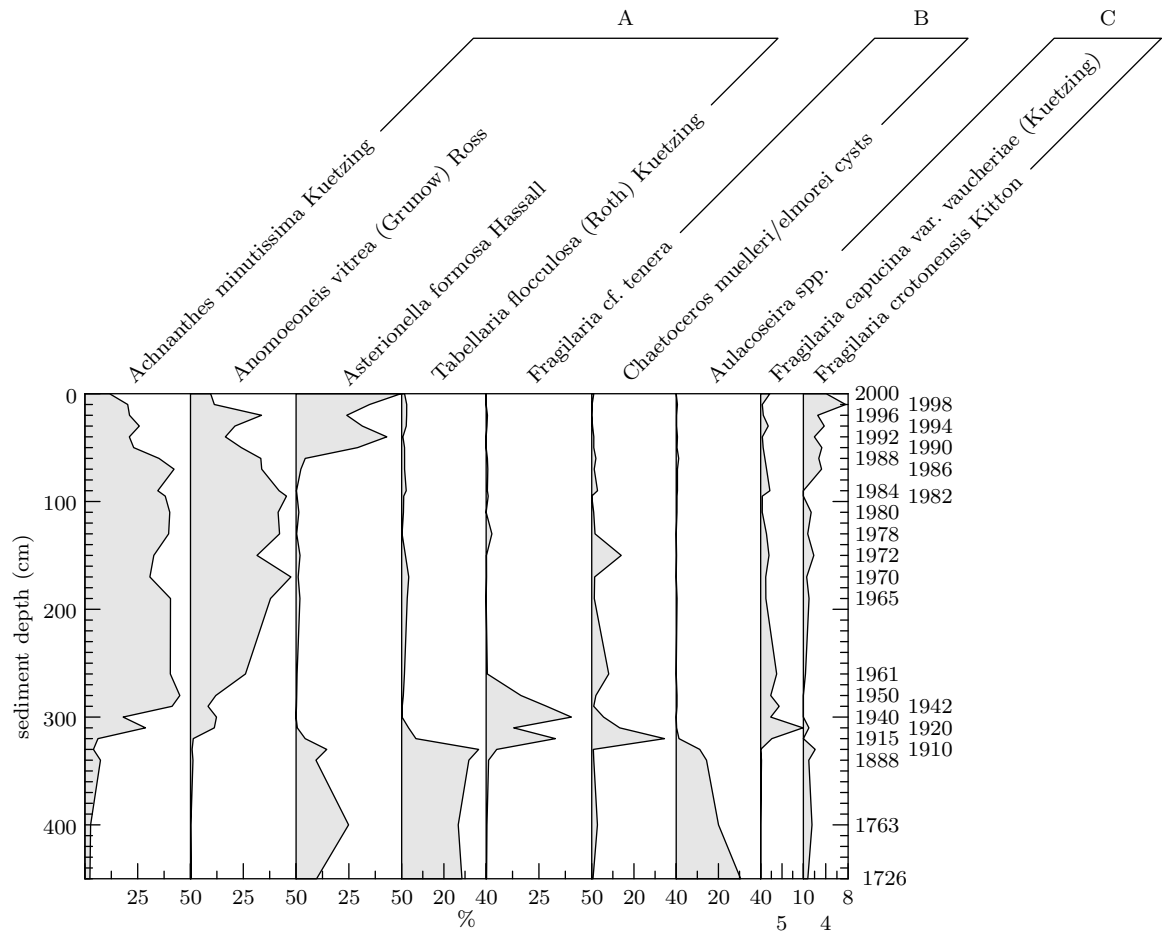 A B C
Achnanthes minutissima Kuetzing
Anomoeoneis vitrea (Grunow) Ross
Asterionella formosa Hassall
Tabellaria flocculosa (Roth) Kuetzing
Fragilaria cf. tenera
Chaetoceros muelleri/elmorei cysts
Aulacoseira spp.
Fragilaria capucina var. vaucheriae (Kuetzing)
Fragilaria crotonensis Kitton
sediment depth (cm)
0
100
200
300
400
2000
1998
1996
1994
1992
1990
1988
1986
1984
1982
1980
1978
1972
1970
1965
1961
1950
1942
1940
1920
1915
1910
1888
1763
1726
25 50 25 50 25 50 20 40 25 50 20 40 20 40 10 8
% 5 4